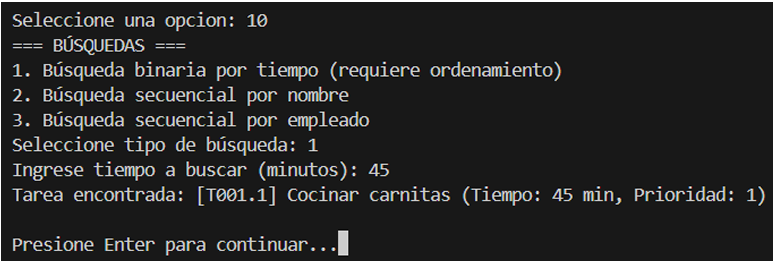 Seleccione una opcion: 10
=== BÚSQUEDAS ===
1. Búsqueda binaria por tiempo (requiere ordenamiento)
2. Búsqueda secuencial por nombre
3. Búsqueda secuencial por empleado
Seleccione tipo de búsqueda: 1
Ingrese tiempo a buscar (minutos): 45
Tarea encontrada: [T001.1] Cocinar carnitas (Tiempo: 45 min, Prioridad: 1)
Presione Enter para continuar...